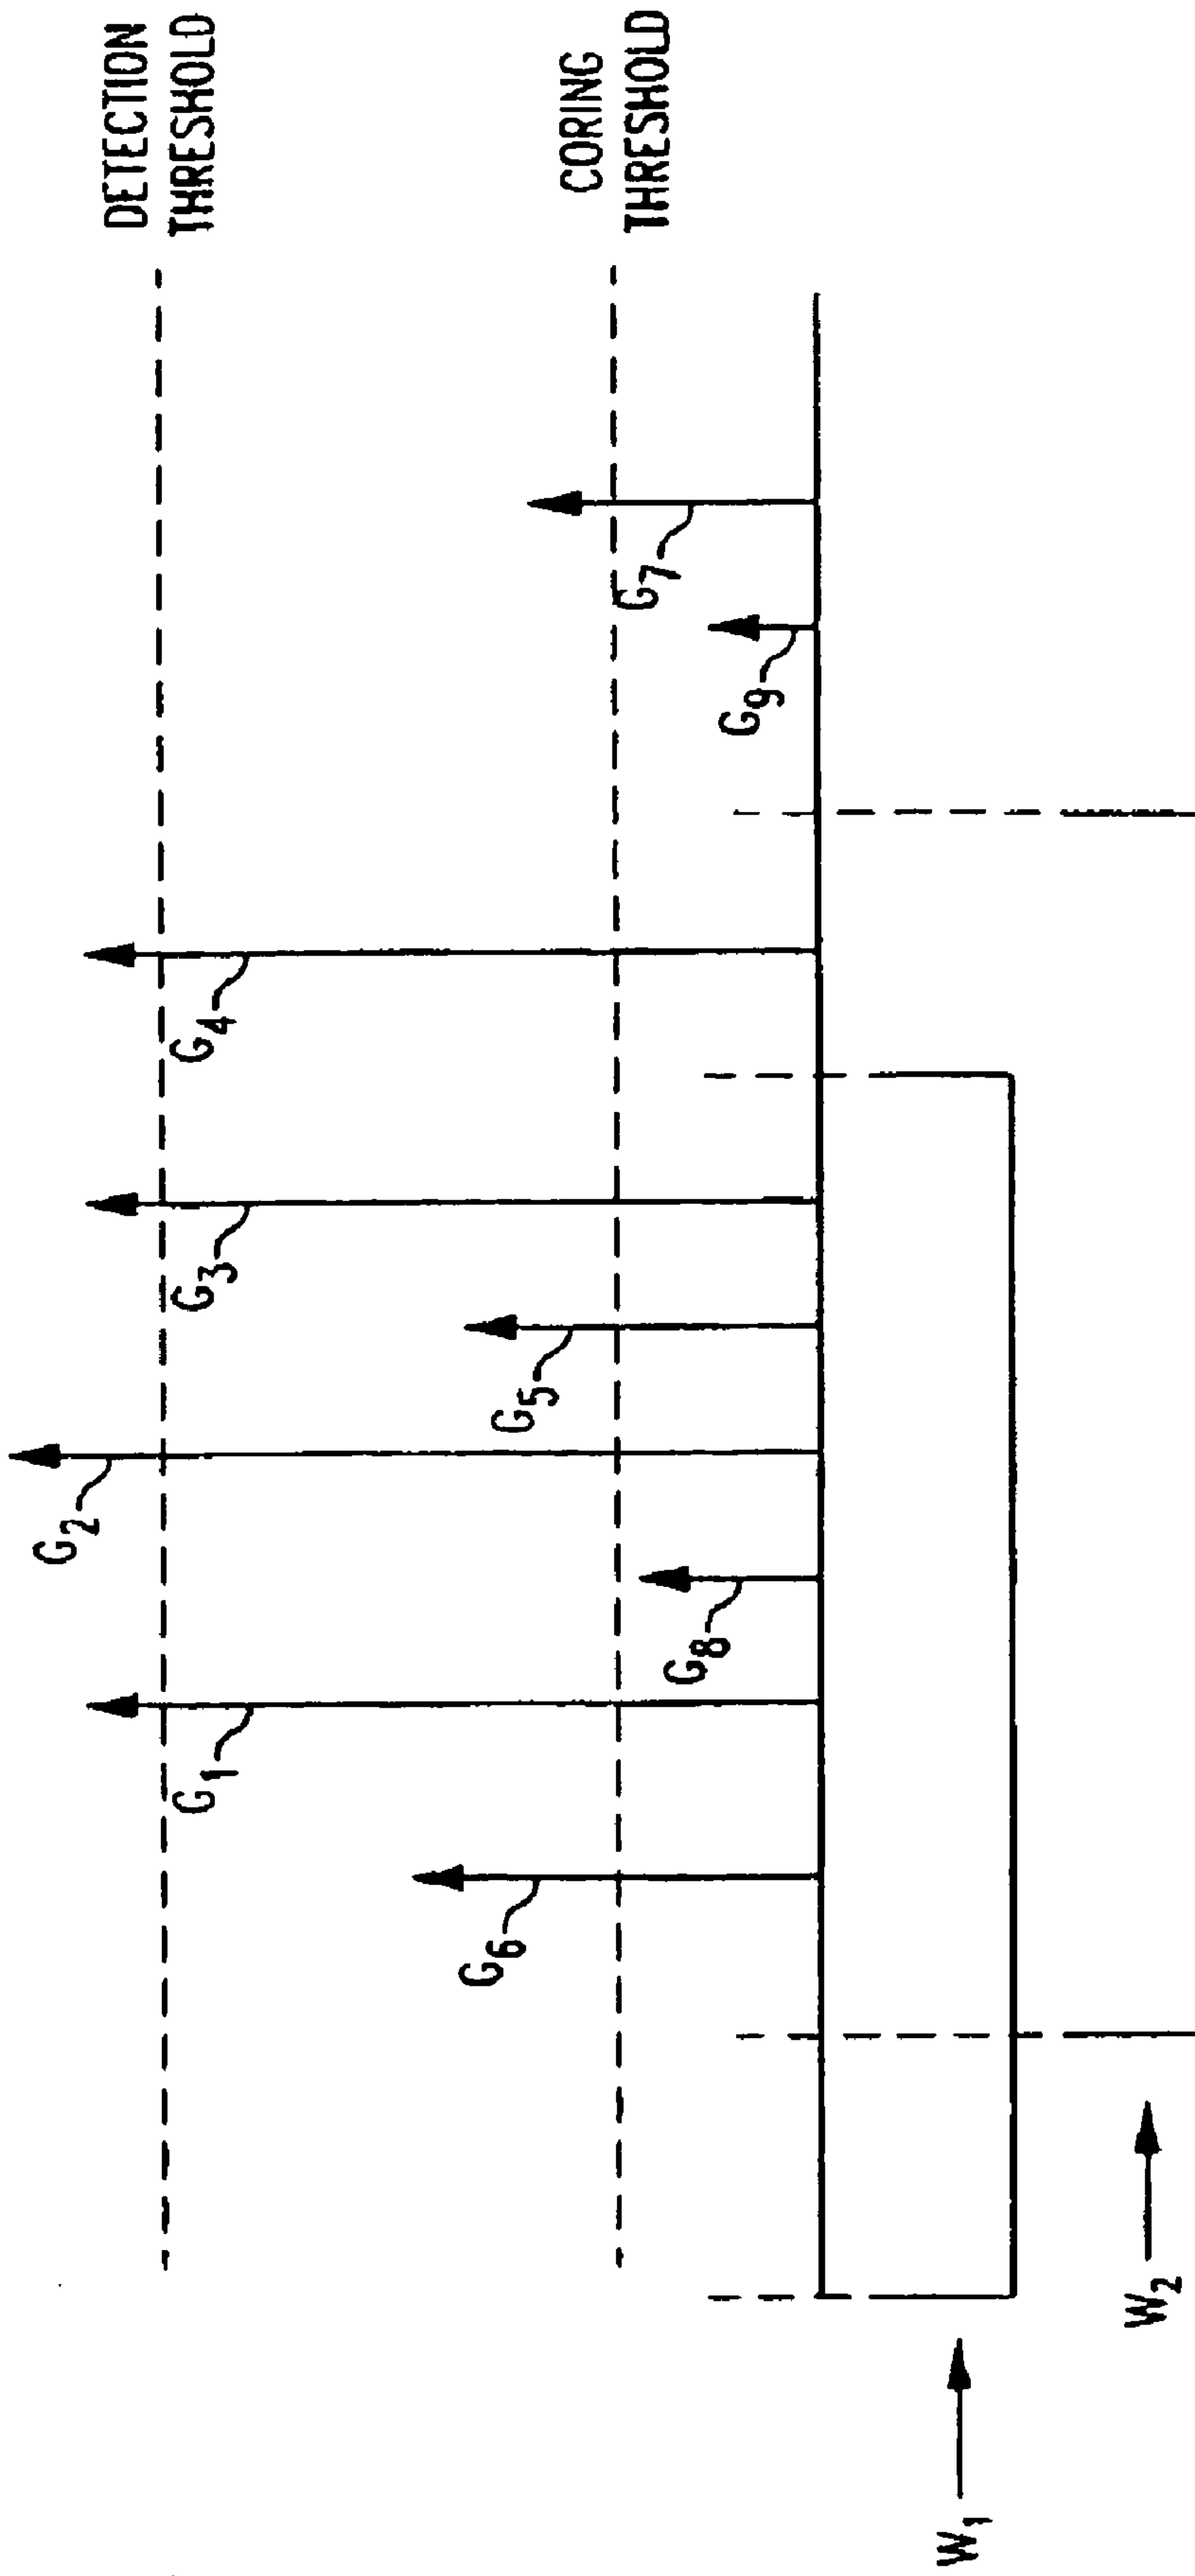 DETECTION
THRESHOLD
CORING
THRESHOLD
G2
G1
G3
G4
G6
G5
G8
G7
G9
W1
W2